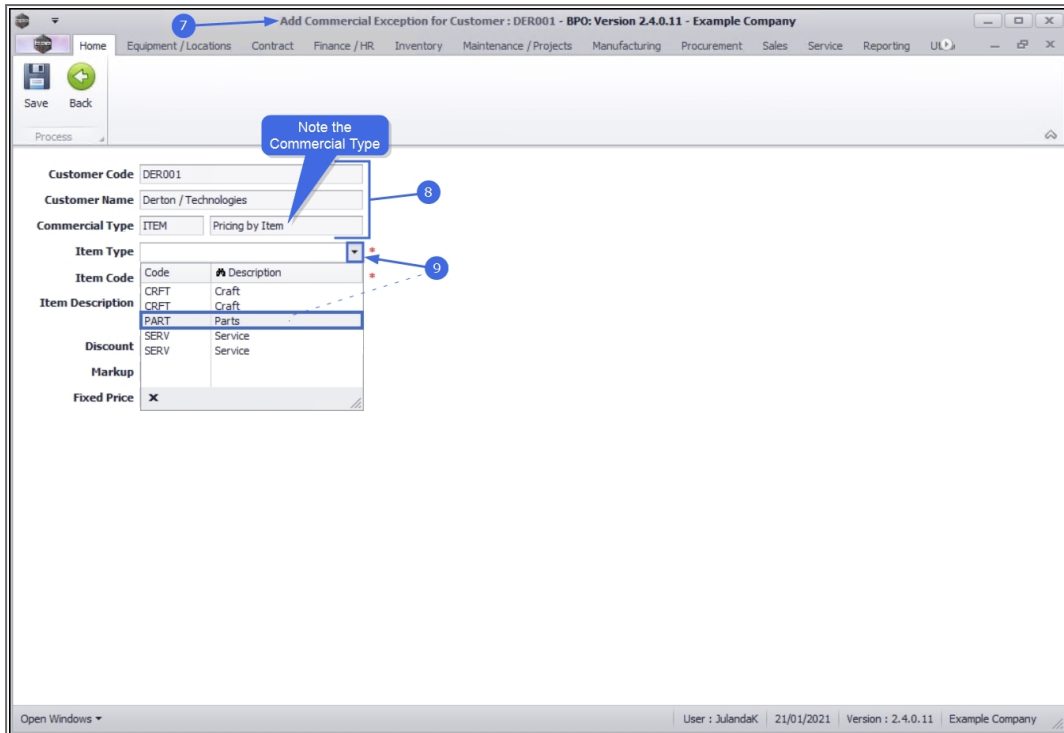 7
Add Commercial Exception for Customer : DER001 - BPO: Version 2.4.0.11 - Example Company
Home Equipment / Locations Contract Finance / HR Inventory Maintenance / Projects Manufacturing Procurement Sales Service Reporting
Save Back
Process
Note the
Commercial Type
Customer Code DER001
Customer Name Derton / Technologies
8
Commercial Type ITEM Pricing by Item
Item Type *
Item Code *
9
Code Description
CRFT Craft
Item Description
CRFT Craft
PART Parts
SERV Service
Discount
SERV Service
Markup
Fixed Price x
Open Windows User : JulandaK 21/01/2021 Version : 2.4.0.11 Example Company